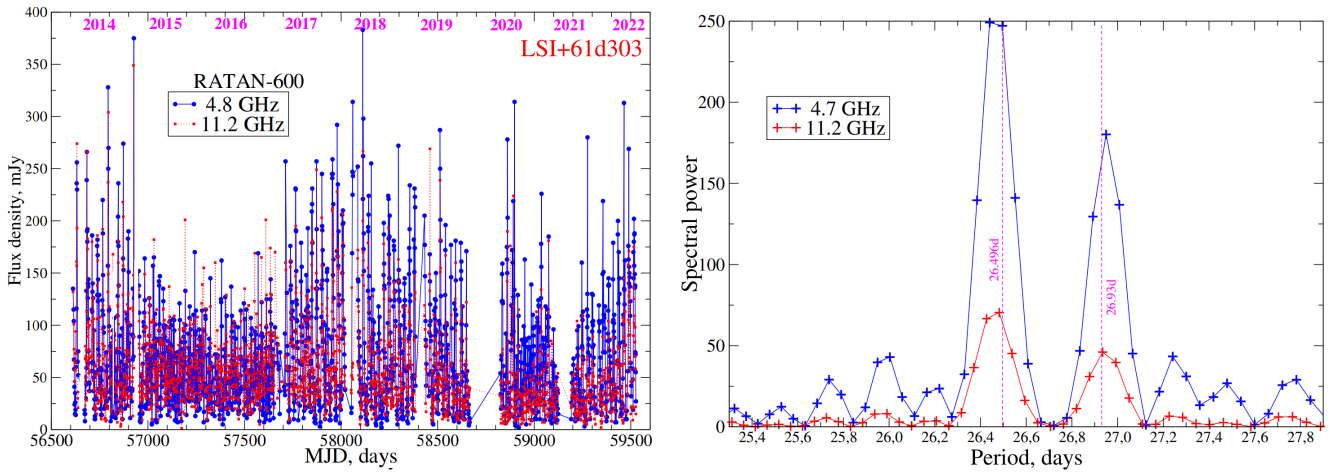 2014 2015 2016 2017 2018 2019 2020 2021 2022
LSI+61d303
RATAN-600
4.8 GHz
11.2 GHz
400
350
300
250
200
150
100
50
0
Flux density, mJy
56500 57000 57500 58000 58500 59000 59500
MJD, days
250
200
150
100
50
0
Spectral power
4.7 GHz
11.2 GHz
26.496d
26.93d
25,4 25,6 25,8 26,0 26,2 26,4 26,6 26,8 27,0 27,2 27,4 27,6 27,8
Period, days